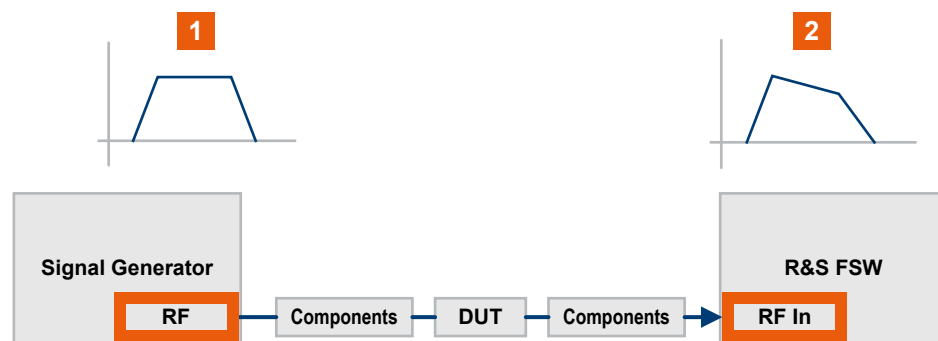 1
2
Signal Generator
R&S FSW
RF
Components
DUT
Components
RF In